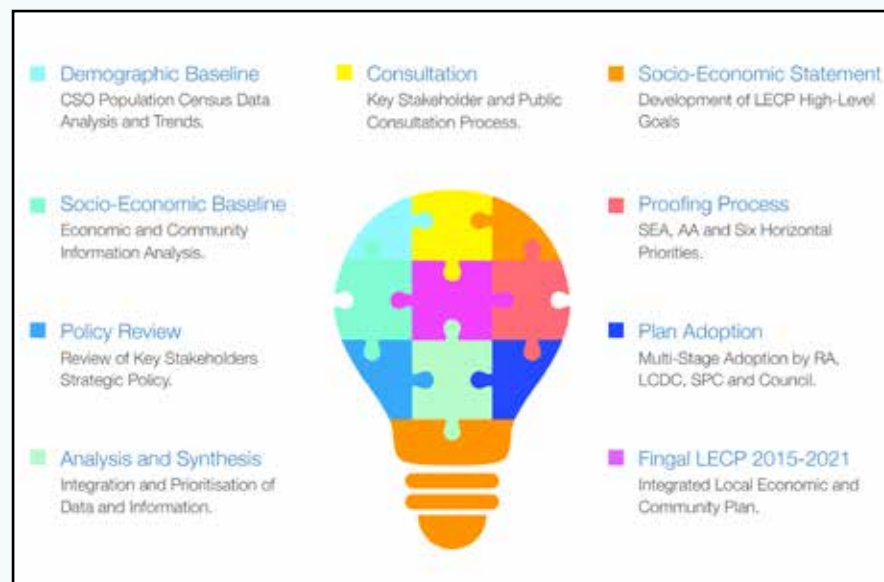 Demographic Baseline
CSO Population Census Data
Analysis and Trends.
Socio-Economic Baseline
Economic and Community
Information Analysis.
Policy Review
Review of Key Stakeholders
Strategic Policy.
Analysis and Synthesis
Integration and Prioritisation of
Data and Information.
Consultation
Key Stakeholder and Public
Consultation Process.
Socio-Economic Statement
Development of LECP High-Level
Goals
Proofing Process
SEA, AA and Six Horizontal
Priorities.
Plan Adoption
Multi-Stage Adoption by RA,
LCDC, SPC and Council.
Fingal LECP 2015-2021
Integrated Local Economic and
Community Plan.